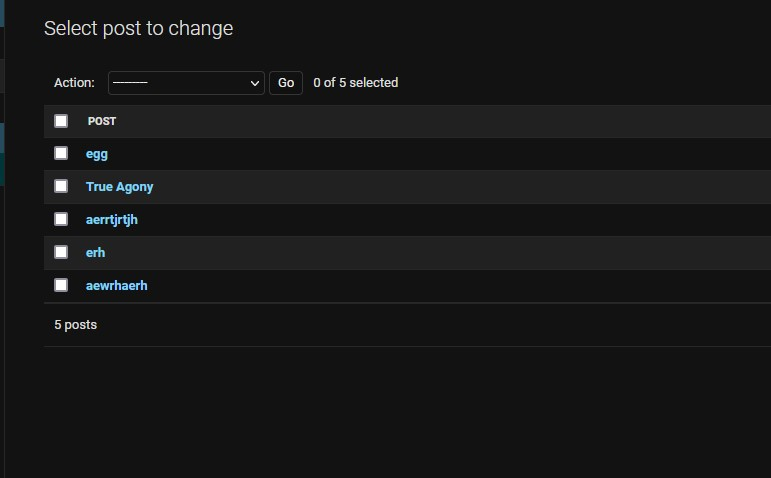 Select post to change
Action: --------- Go 0 of 5 selected
POST
egg
True Agony
aerrtjrtjh
erh
aewrhaerh
5 posts